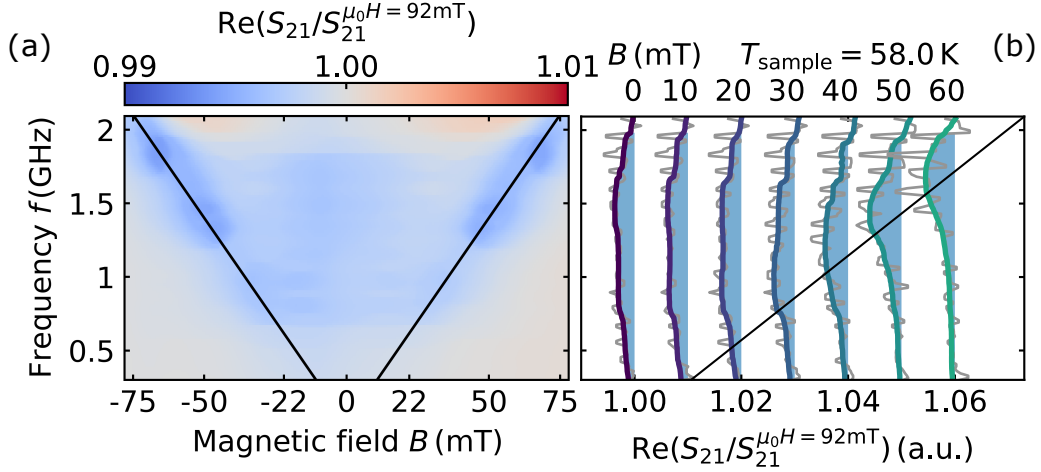 (a)
Re(S₂₁/S₂₁^{μ₀H = 92mT})
0.99 1.00 1.01
Frequency f (GHz)
2
1.5
1
0.5
-75 -50 -22 0 22 50 75
Magnetic field B (mT)
(b)
B (mT) T_sample = 58.0 K
0 10 20 30 40 50 60
1.00 1.02 1.04 1.06
Re(S₂₁/S₂₁^{μ₀H = 92mT}) (a.u.)